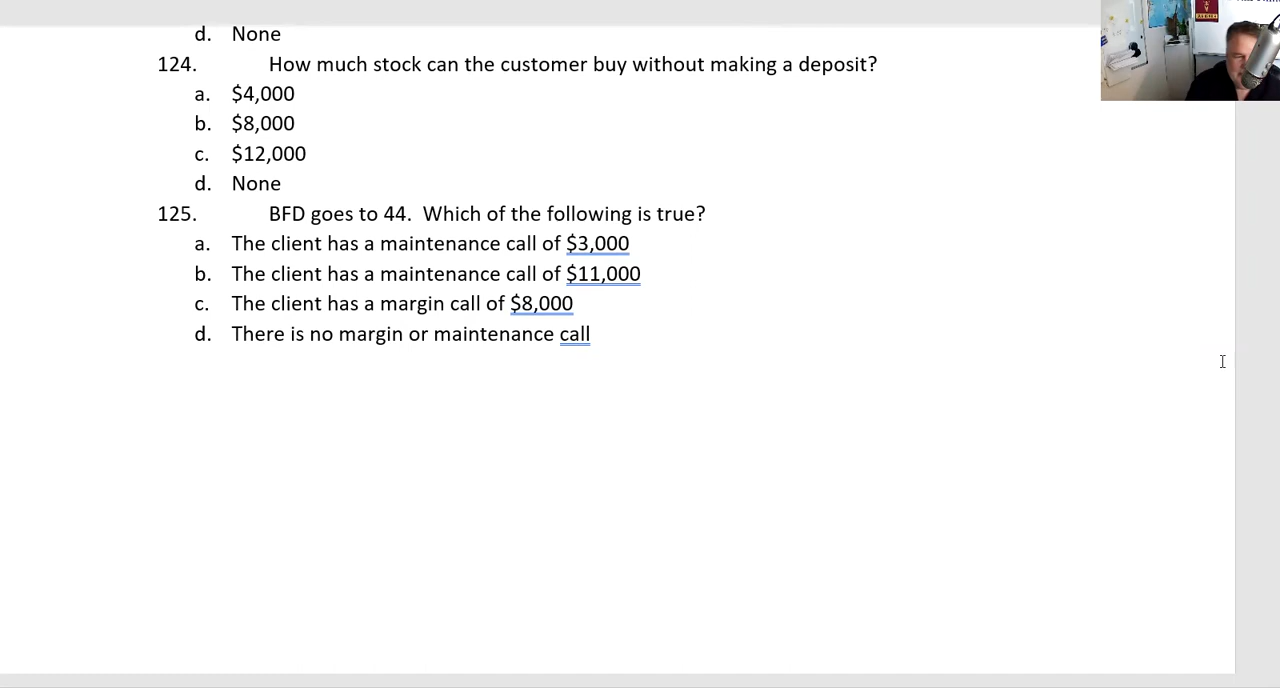 d. None
124. How much stock can the customer buy without making a deposit?
a. $4,000
b. $8,000
c. $12,000
d. None
125. BFD goes to 44. Which of the following is true?
a. The client has a maintenance call of $3,000
b. The client has a maintenance call of $11,000
c. The client has a margin call of $8,000
d. There is no margin or maintenance call